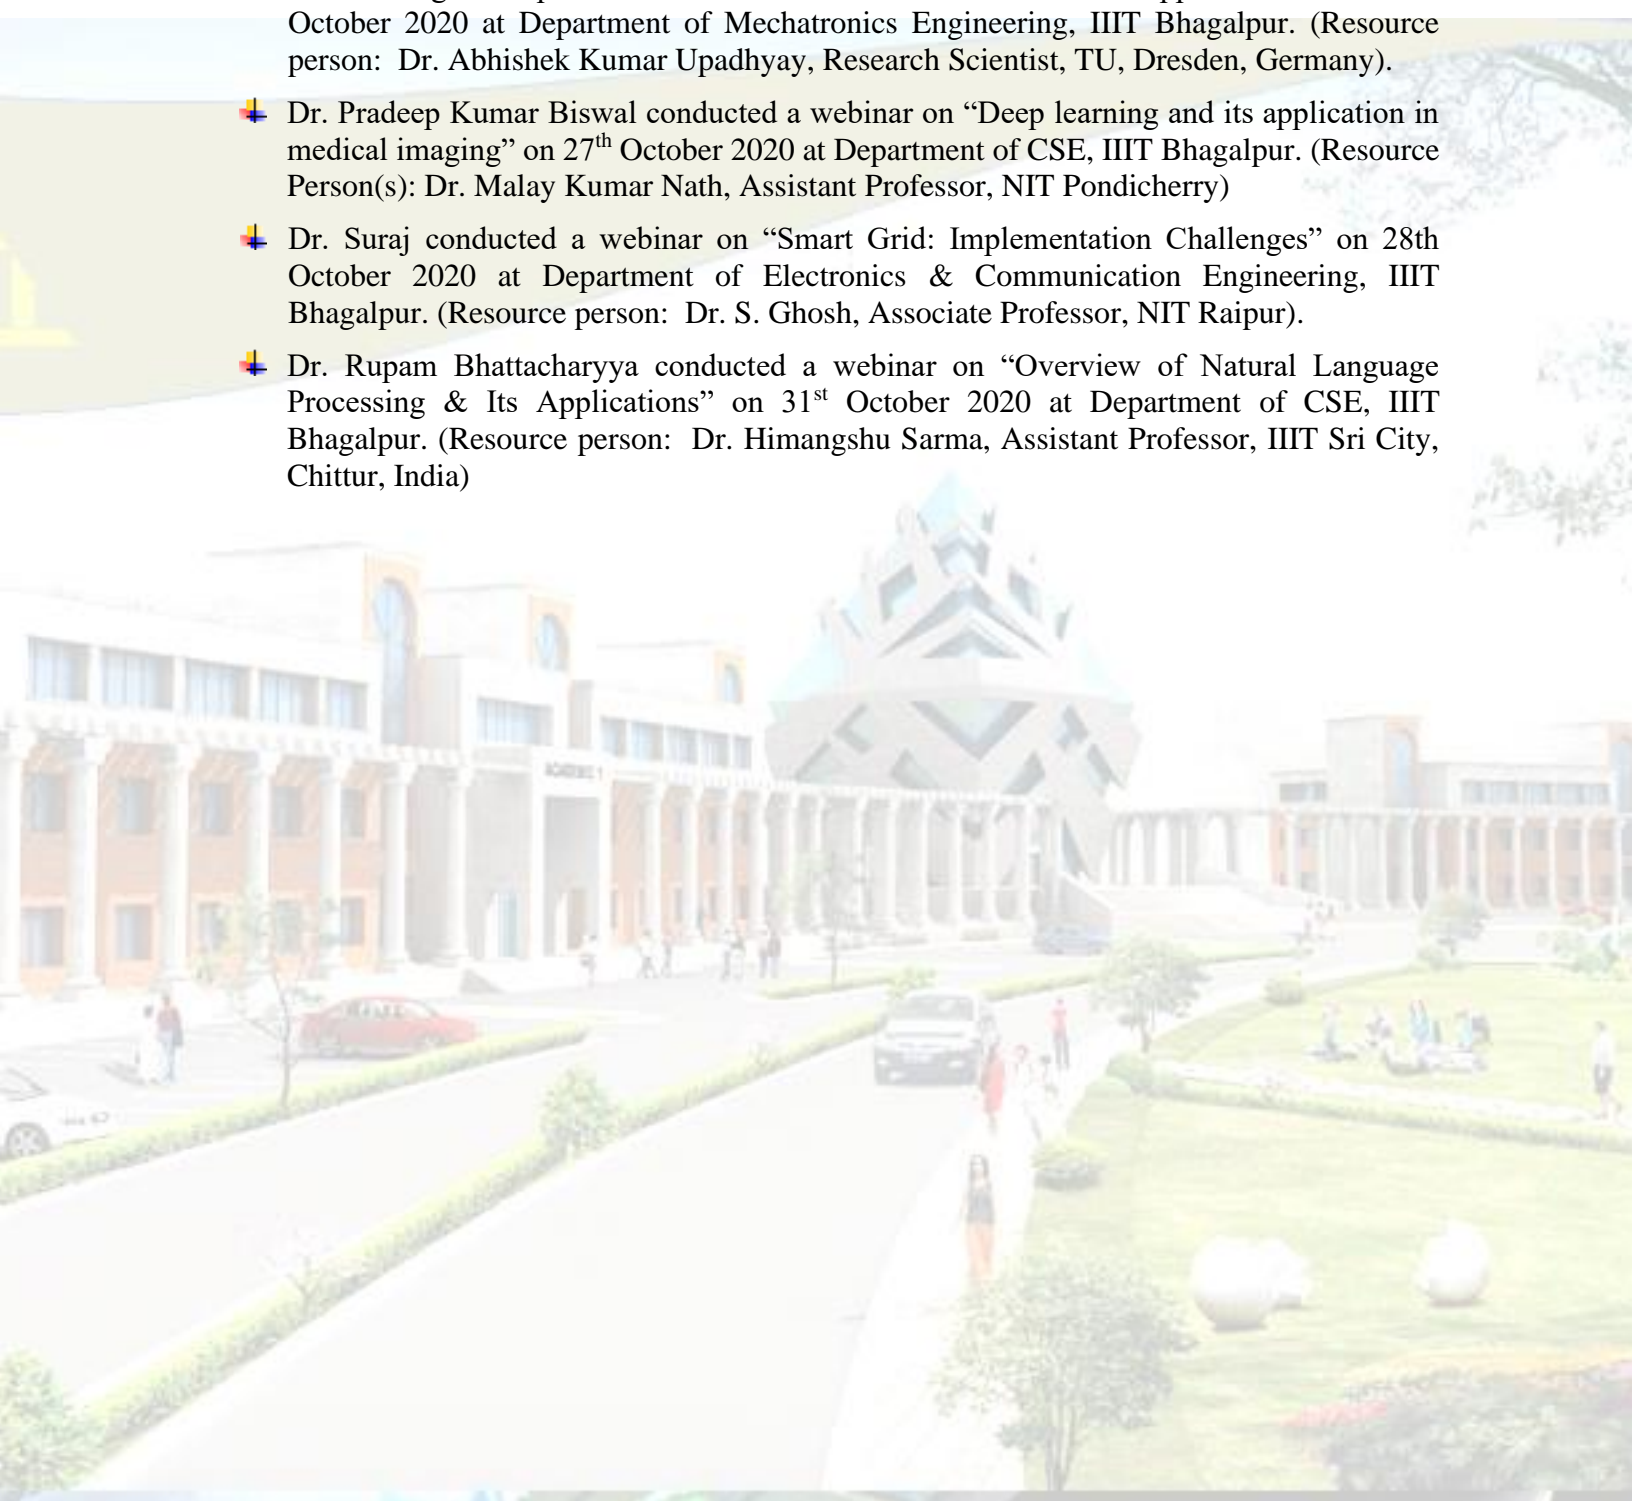 October 2020 at Department of Mechatronics Engineering, IIIT Bhagalpur. (Resource
person: Dr. Abhishek Kumar Upadhyay, Research Scientist, TU, Dresden, Germany).
Dr. Pradeep Kumar Biswal conducted a webinar on “Deep learning and its application in
medical imaging” on 27th October 2020 at Department of CSE, IIIT Bhagalpur. (Resource
Person(s): Dr. Malay Kumar Nath, Assistant Professor, NIT Pondicherry)
Dr. Suraj conducted a webinar on “Smart Grid: Implementation Challenges” on 28th
October 2020 at Department of Electronics & Communication Engineering, IIIT
Bhagalpur. (Resource person: Dr. S. Ghosh, Associate Professor, NIT Raipur).
Dr. Rupam Bhattacharyya conducted a webinar on “Overview of Natural Language
Processing & Its Applications” on 31st October 2020 at Department of CSE, IIIT
Bhagalpur. (Resource person: Dr. Himangshu Sarma, Assistant Professor, IIIT Sri City,
Chittur, India)
ACADEMIC 1